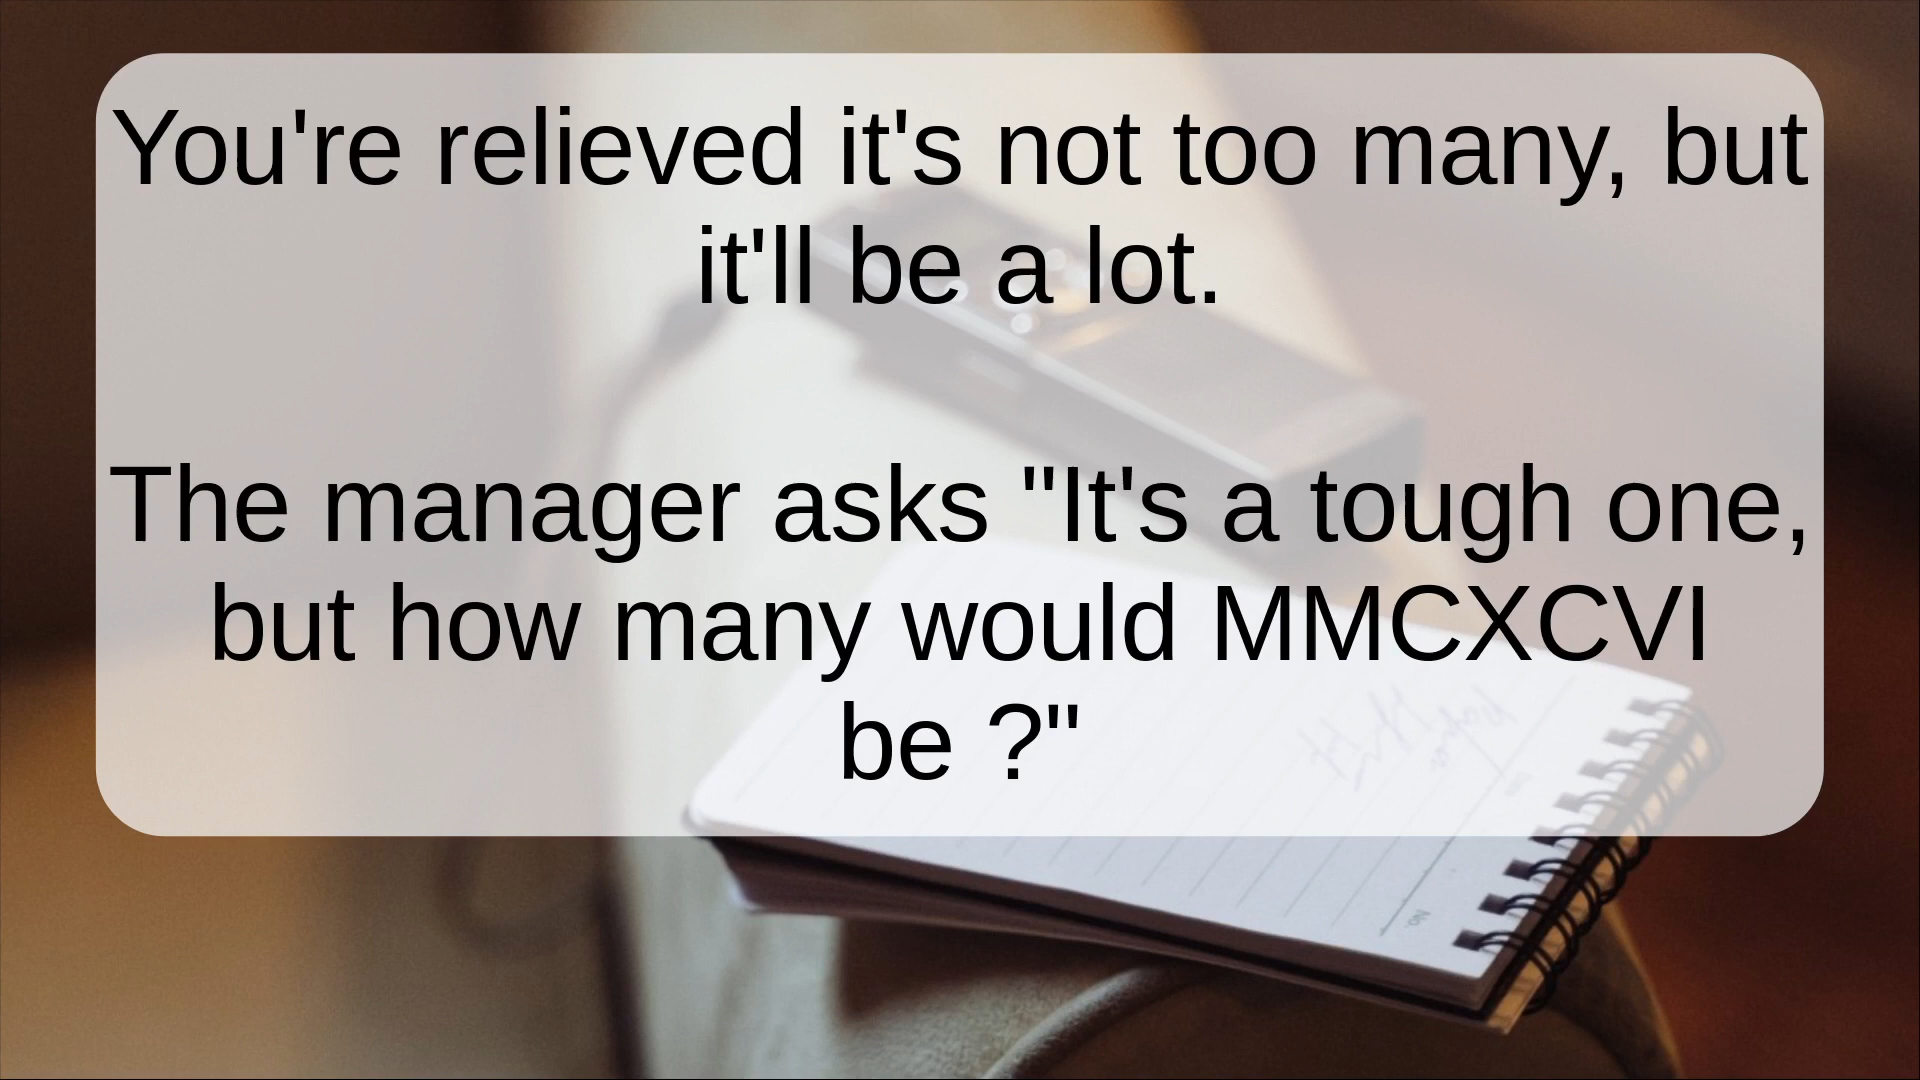 You're relieved it's not too many, but
it'll be a lot.
The manager asks "It's a tough one,
but how many would MMCXCVI
be ?"
No.